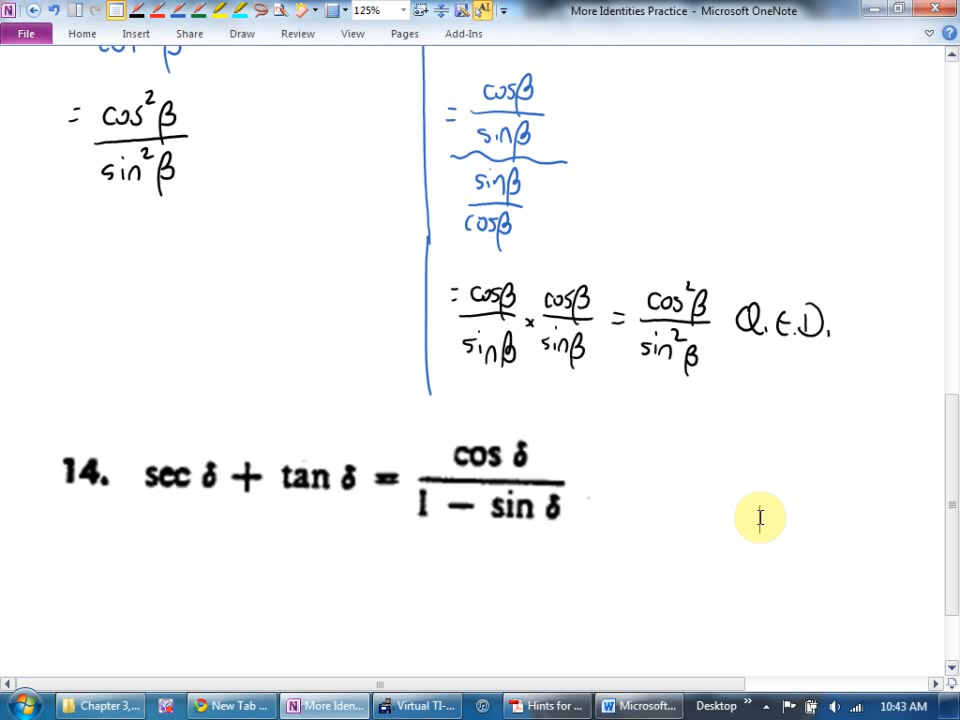 More Identities Practice - Microsoft OneNote
125%
File Home Insert Share Draw Review View Page Layouts Add-Ins
= cos²β
sin²β
= cosβ
sinβ
sinβ
cosβ
= cosβ × cosβ = cos²β Q.E.D.
sinβ sinβ sin²β
14. sec δ + tan δ = cos δ
1 − sin δ
Chapter 3,... New Tab ... More Iden... Virtual TI-... Hints for ... Microsoft... Desktop » 10:43 AM